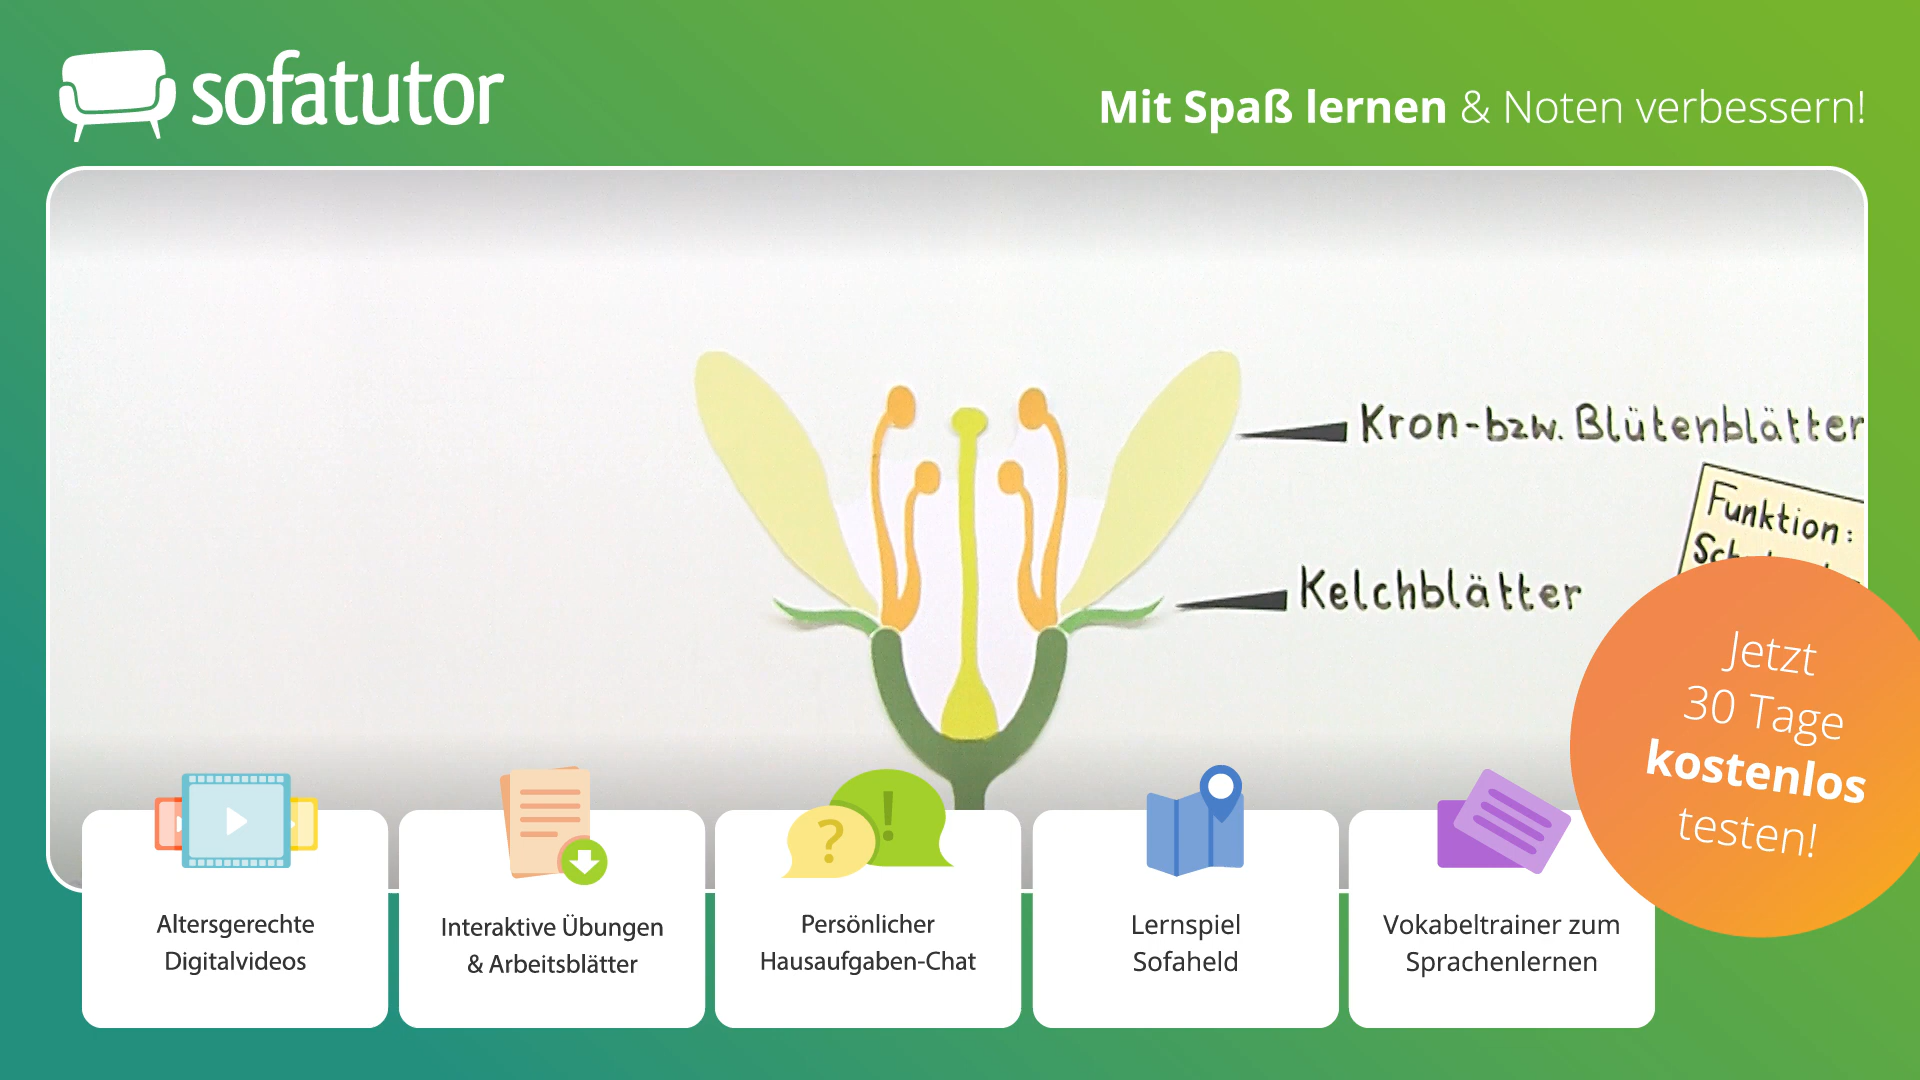 sofatutor
Mit Spaß lernen & Noten verbessern!
Kron-bzw. Blütenblätter
Funktion:
Kelchblätter
Jetzt
30 Tage
kostenlos
testen!
Altersgerechte
Digitalvideos
Interaktive Übungen
& Arbeitsblätter
Persönlicher
Hausaufgaben-Chat
Lernspiel
Sofaheld
Vokabeltrainer zum
Sprachenlernen